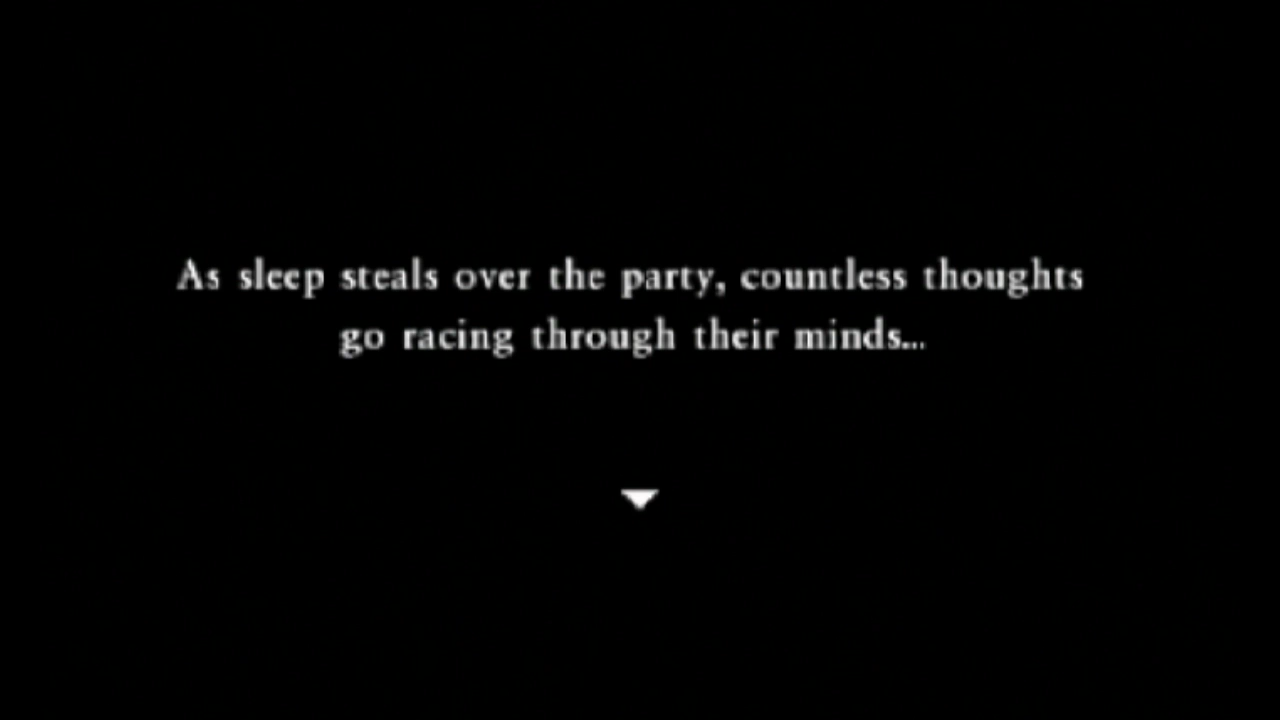 As sleep steals over the party, countless thoughts
go racing through their minds...